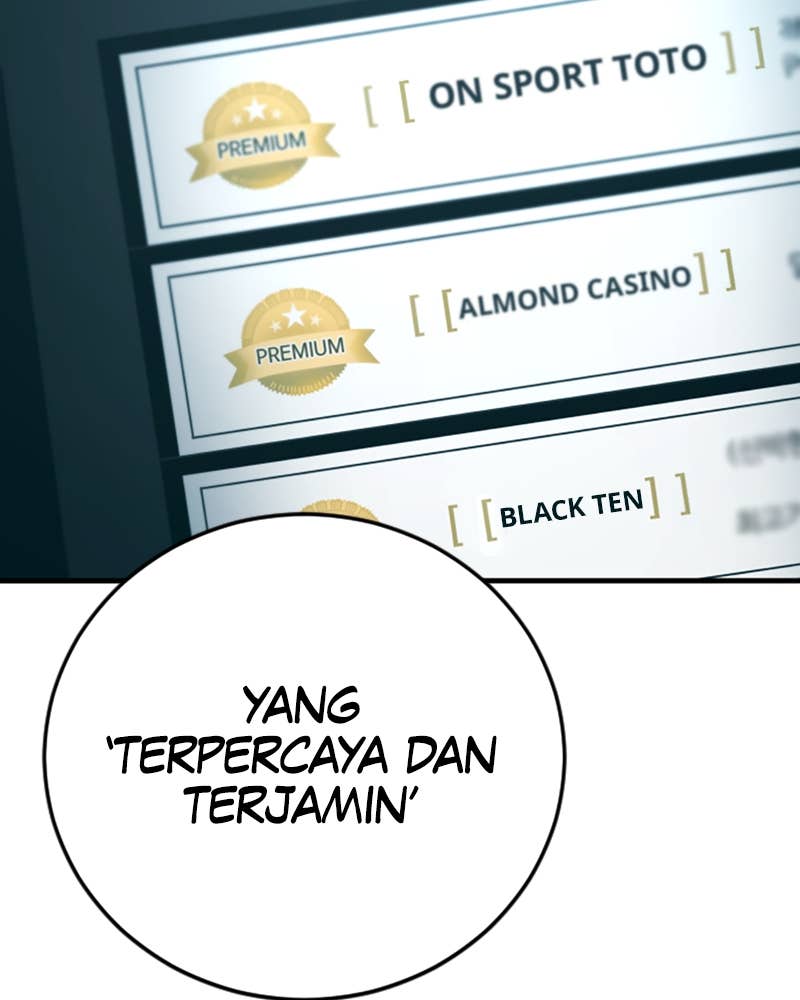 PREMIUM
[ [ ON SPORT TOTO ] ]
PREMIUM
[ [ALMOND CASINO] ]
[ [BLACK TEN] ]
YANG
‘TERPERCAYA DAN
TERJAMIN’